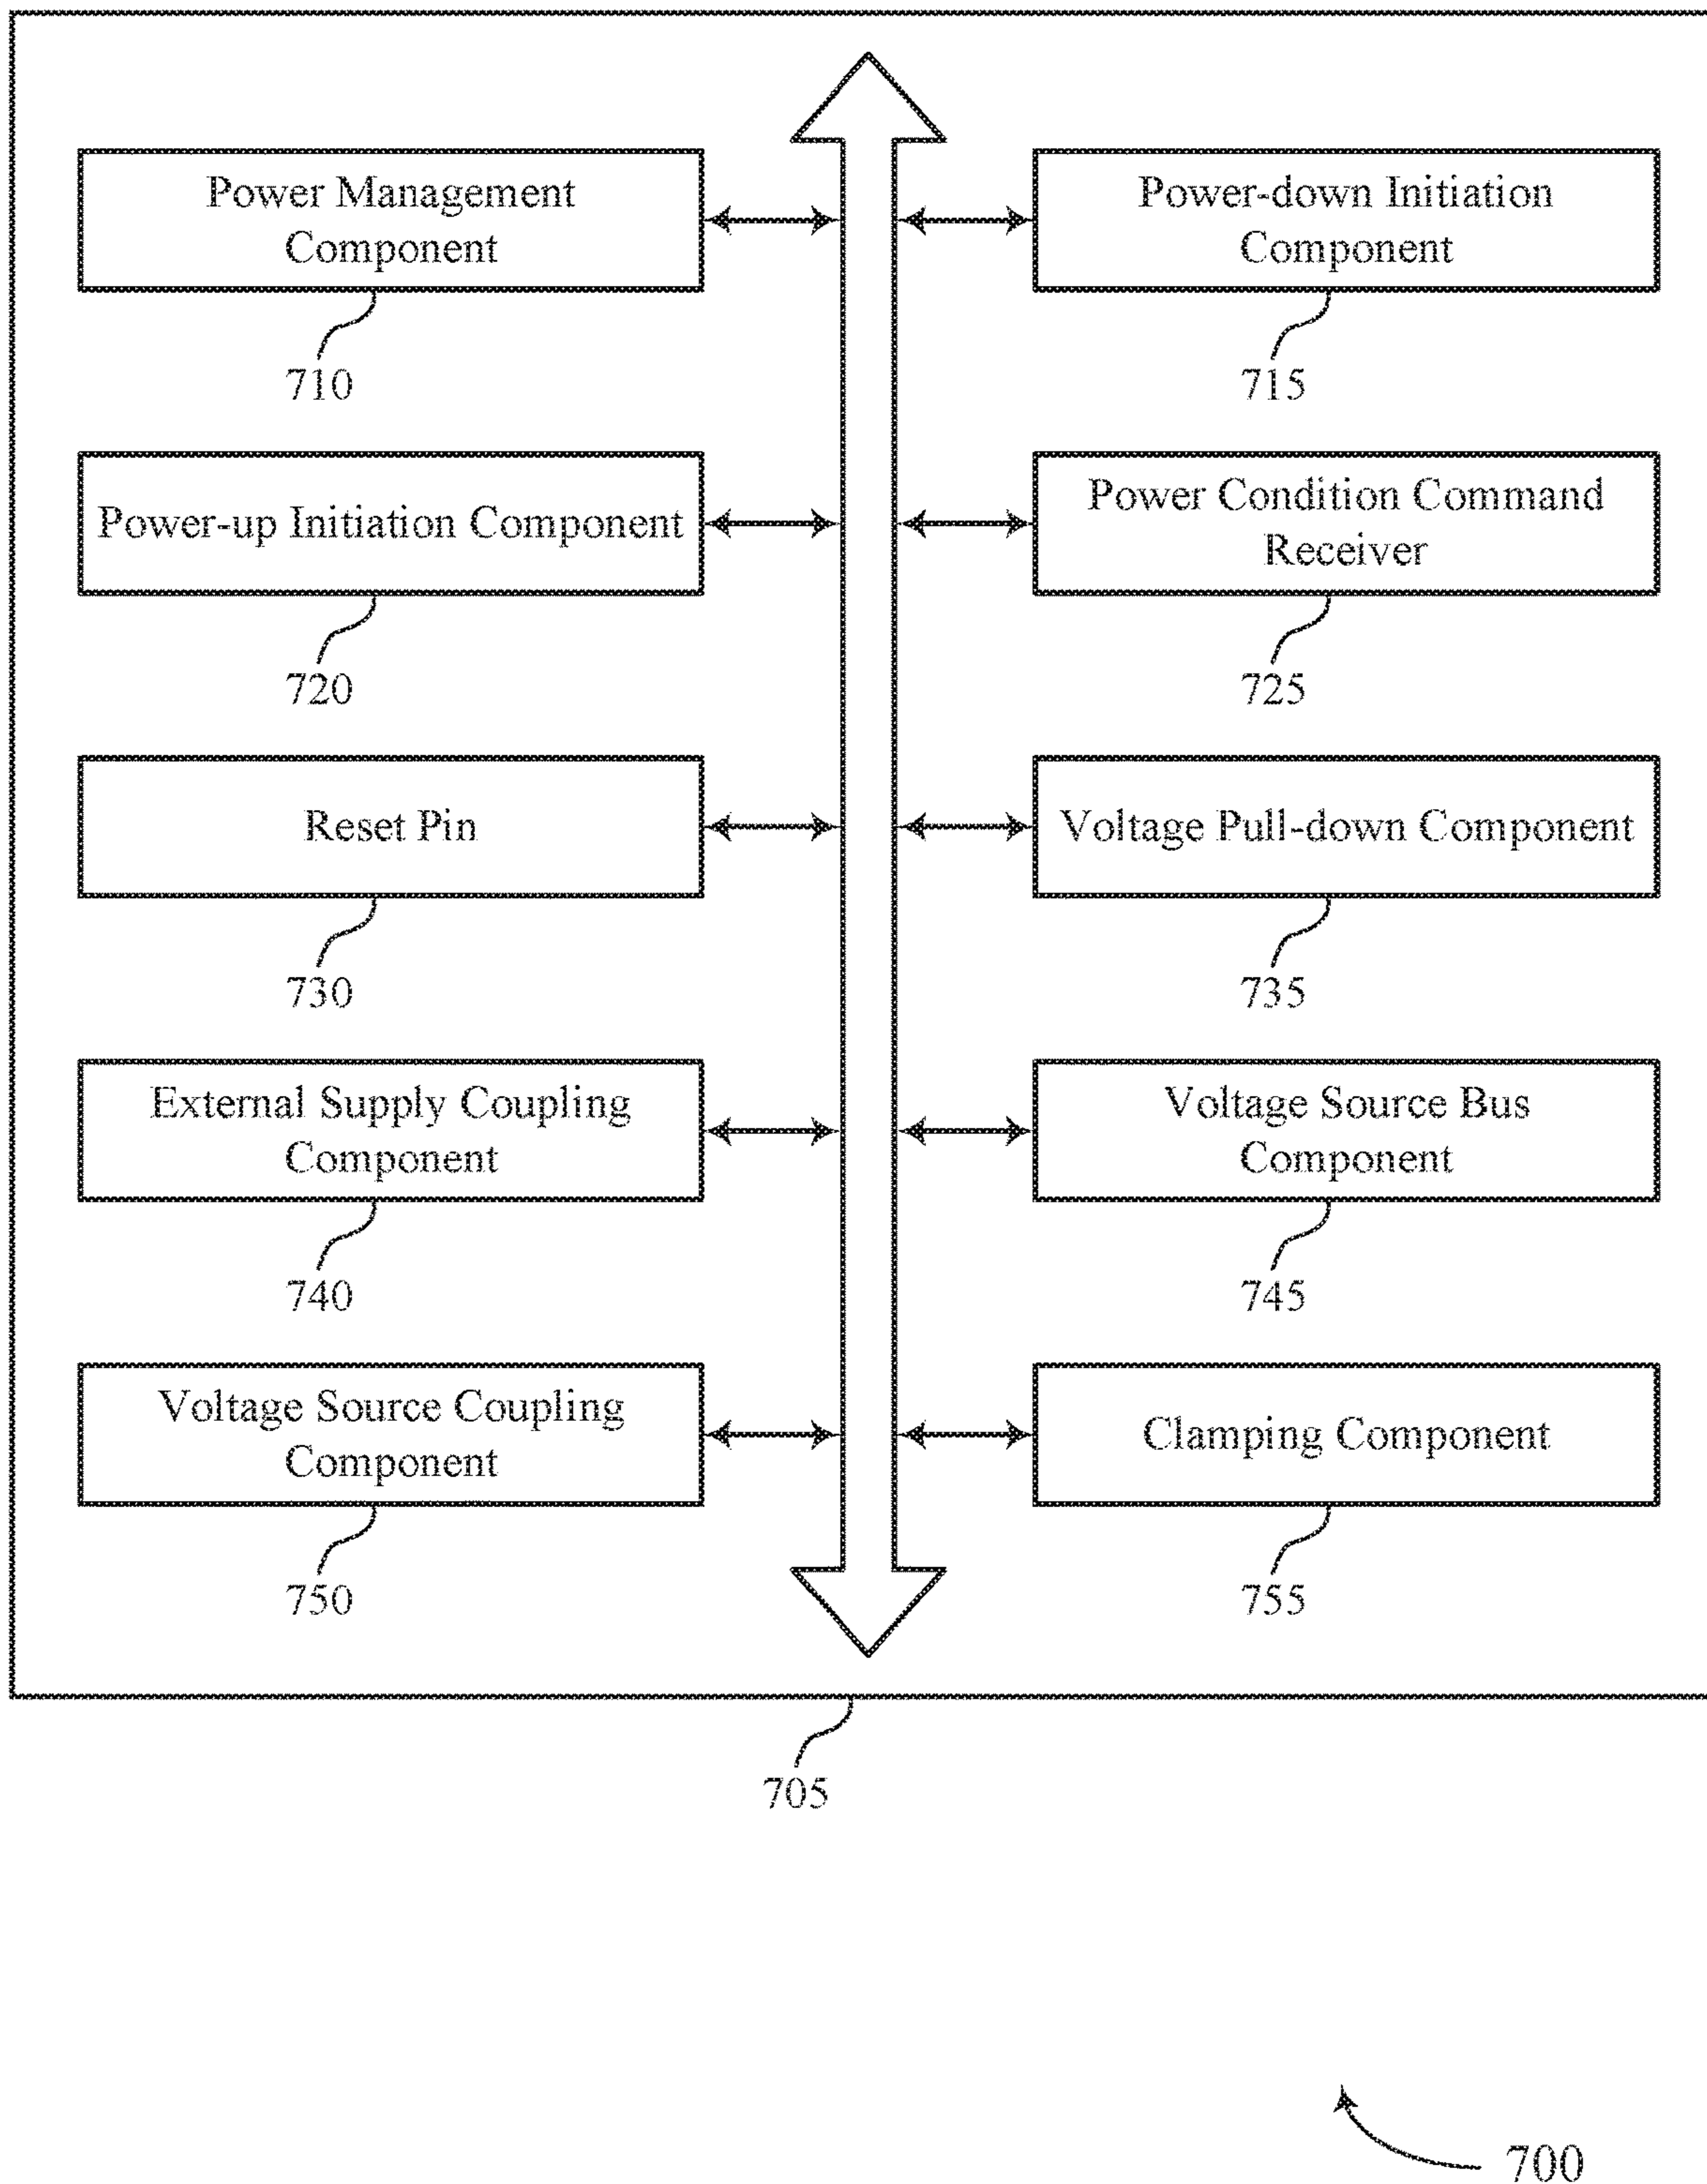 Power Management
Component
710
Power-down Initiation
Component
715
Power-up Initiation Component
720
Power Condition Command
Receiver
725
Reset Pin
730
Voltage Pull-down Component
735
External Supply Coupling
Component
740
Voltage Source Bus
Component
745
Voltage Source Coupling
Component
750
Clamping Component
755
705
700